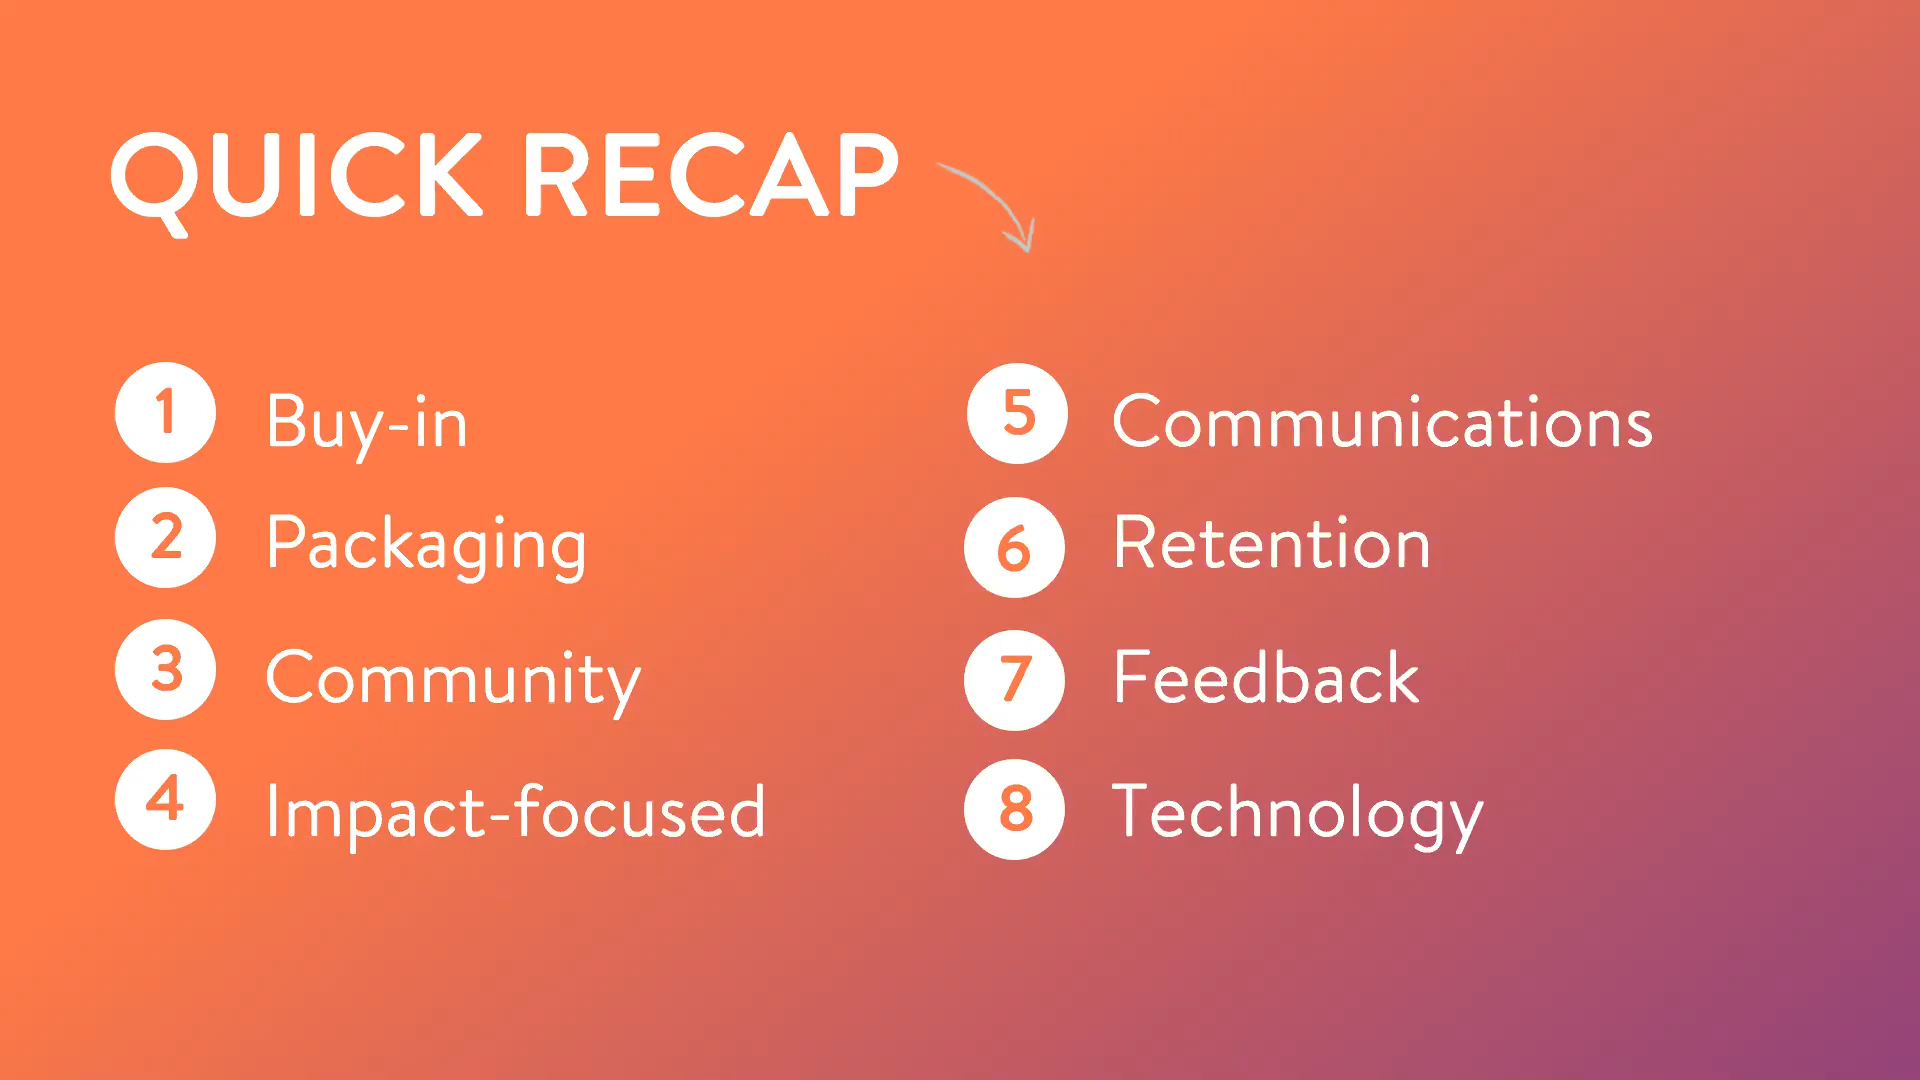 QUICK RECAP
1 Buy-in
2 Packaging
3 Community
4 Impact-focused
5 Communications
6 Retention
7 Feedback
8 Technology